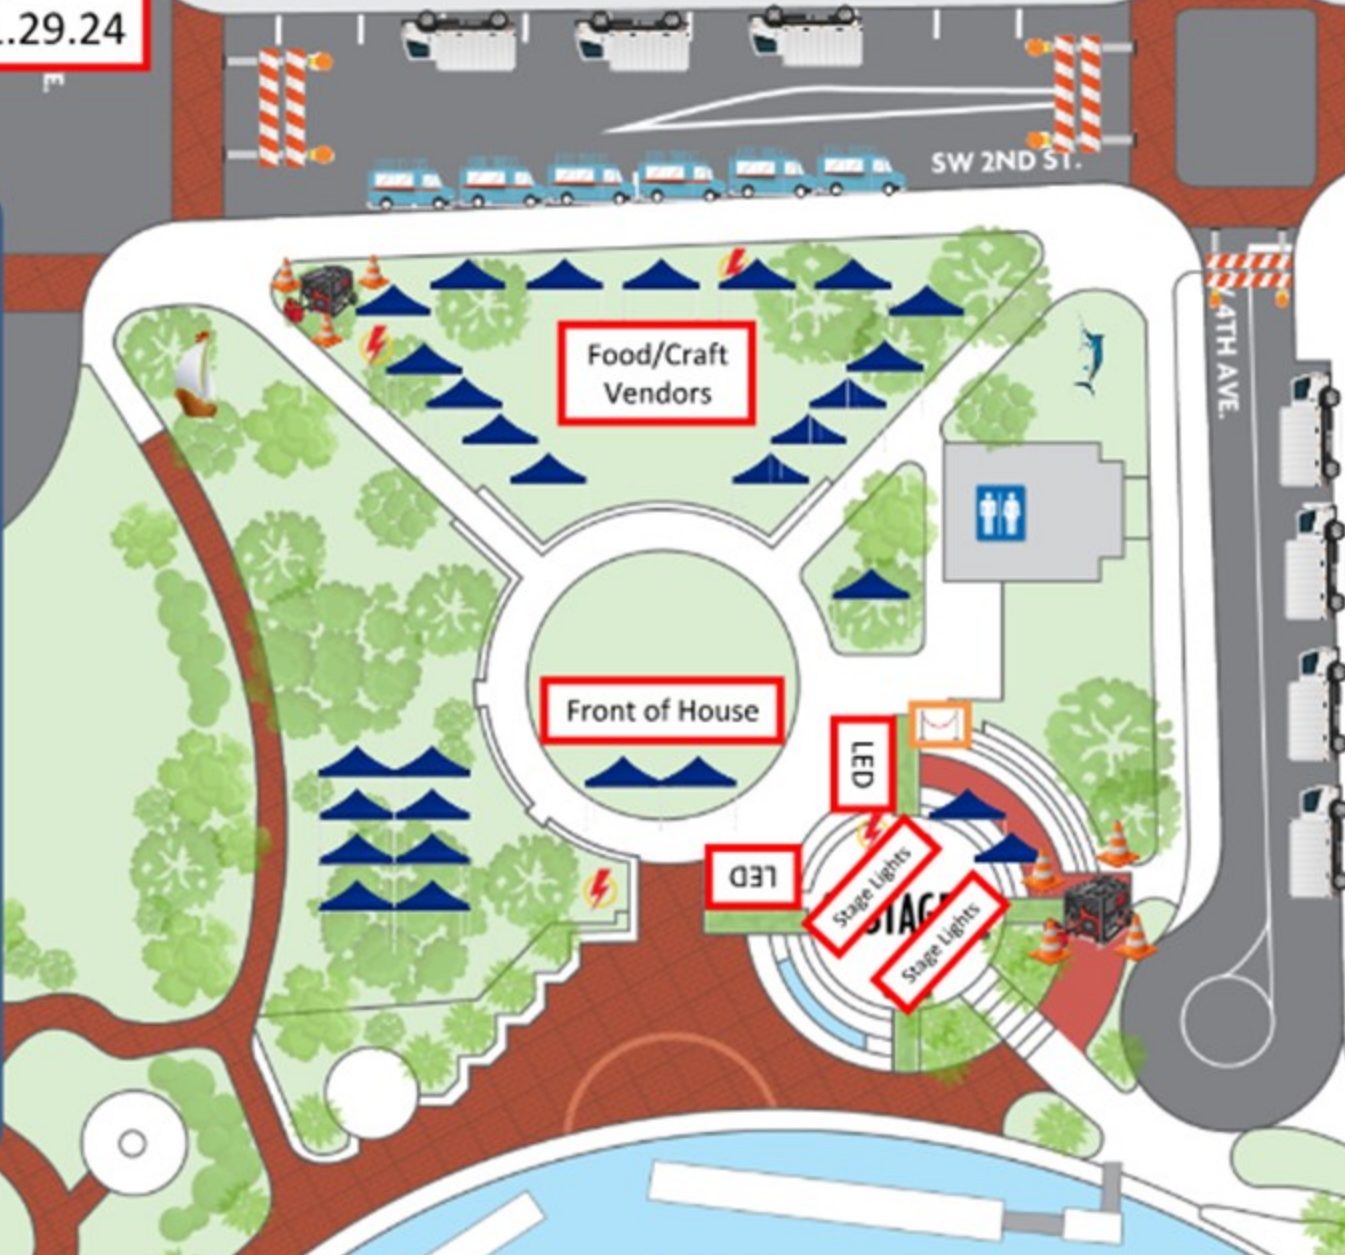 .29.24
E
SW 2ND ST.
4TH AVE.
Food/Craft
Vendors
Front of House
LED
LED
Stage Lights
STAGE
Stage Lights